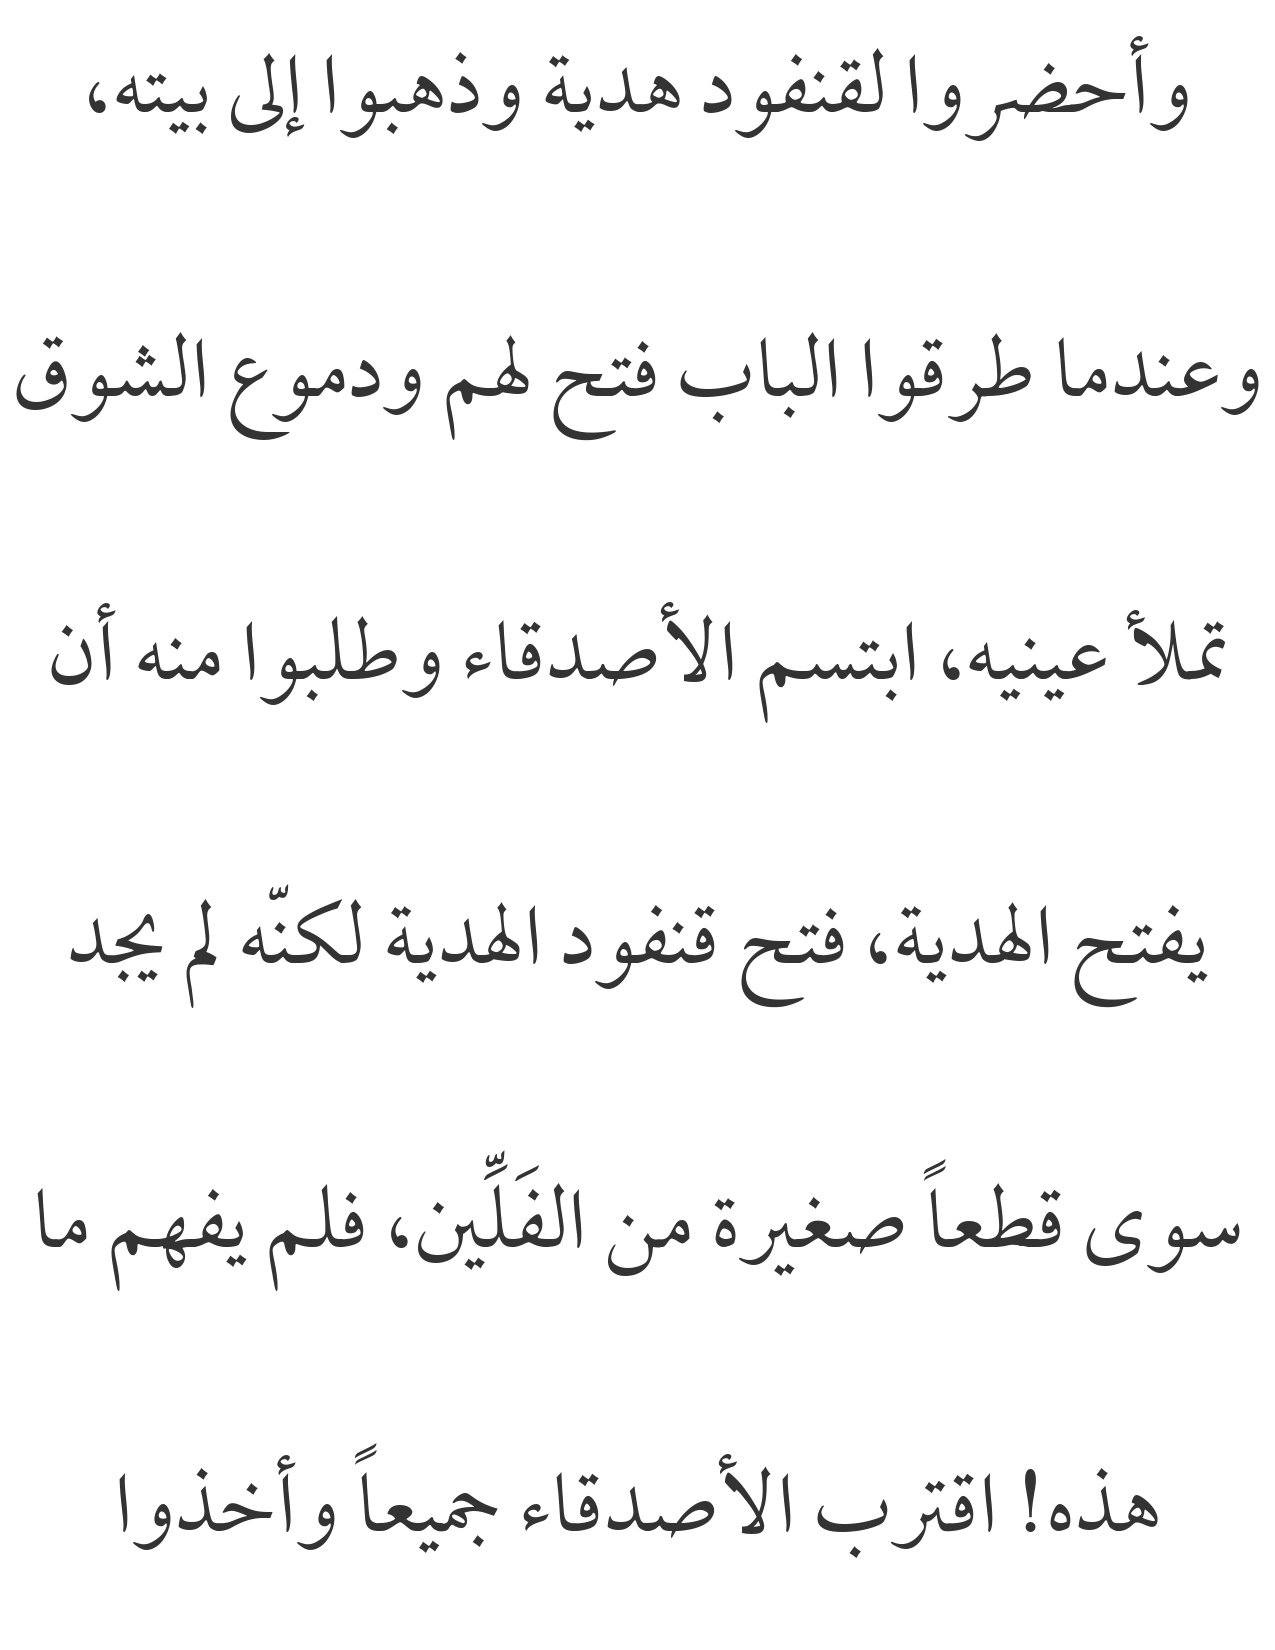 وأحضروا لقنفود هدية وذهبوا إلى بيته،
وعندما طرقوا الباب فتح لهم ودموع الشوق
تملأ عينيه، ابتسم الأصدقاء وطلبوا منه أن
يفتح الهدية، فتح قنفود الهدية لكنّه لم يجد
سوى قطعاً صغيرة من الفَلِّين، فلم يفهم ما
هذه! اقترب الأصدقاء جميعاً وأخذوا